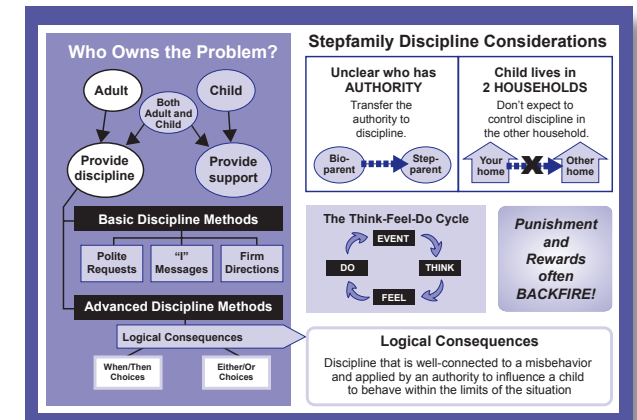 Who Owns the Problem?
Adult
Child
Both
Adult and
Child
Provide
discipline
Provide
support
Basic Discipline Methods
Polite
Requests
“I”
Messages
Firm
Directions
Advanced Discipline Methods
Logical Consequences
When/Then
Choices
Either/Or
Choices
Stepfamily Discipline Considerations
Unclear who has
AUTHORITY
Transfer the
authority to
discipline.
Bio-
parent
Step-
parent
Child lives in
2 HOUSEHOLDS
Don’t expect to
control discipline in
the other household.
Your
home
X
Other
home
The Think-Feel-Do Cycle
EVENT
THINK
FEEL
DO
Punishment
and
Rewards
often
BACKFIRE!
Logical Consequences
Discipline that is well-connected to a misbehavior
and applied by an authority to influence a child
to behave within the limits of the situation